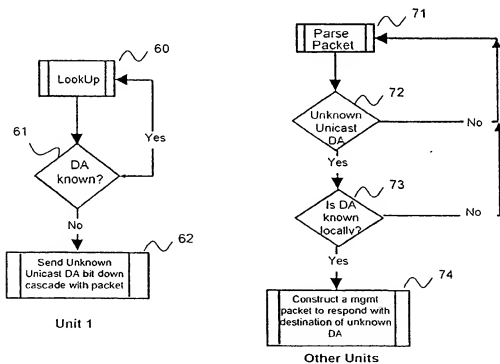 60
LookUp
61
Yes
DA
known?
No
62
Send Unknown
Unicast DA bit down
cascade with packet
Unit 1
71
Parse
Packet
72
Unknown
Unicast
DA
No
Yes
73
Is DA
known
locally?
No
Yes
74
Construct a mgmt
packet to respond with
destination of unknown
DA
Other Units